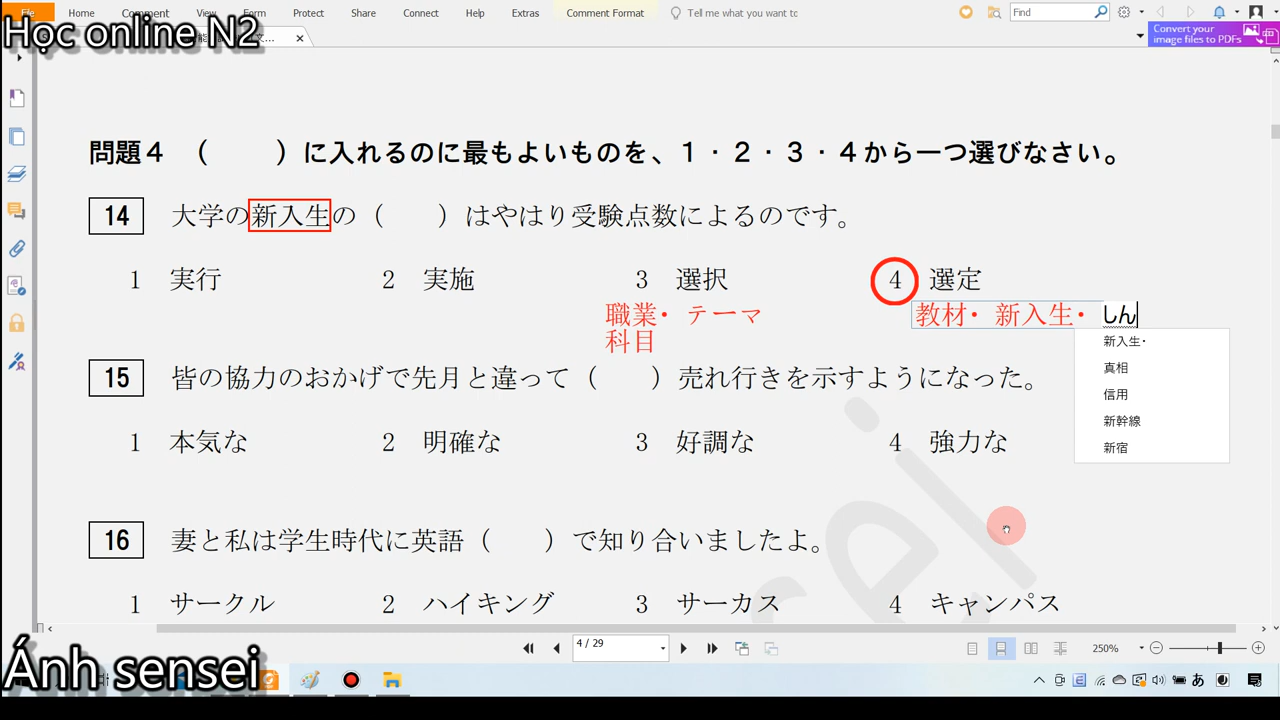 File Home Comment View Form Protect Share Connect Help Extras Comment Format Tell me what you want to Find
Học online N2
Convert your
image files to PDFs
問題４ （　　）に入れるのに最もよいものを、１・２・３・４から一つ選びなさい。
14 大学の新入生の（　　）はやはり受験点数によるのです。
1 実行 2 実施 3 選択 4 選定
職業・テーマ
科目
教材・新入生・しん
新入生・
真相
信用
新幹線
新宿
15 皆の協力のおかげで先月と違って（　　）売れ行きを示すようになった。
1 本気な 2 明確な 3 好調な 4 強力な
16 妻と私は学生時代に英語（　　）で知り合いましたよ。
1 サークル 2 ハイキング 3 サーカス 4 キャンパス
4 / 29
250%
Ánh sensei
あ